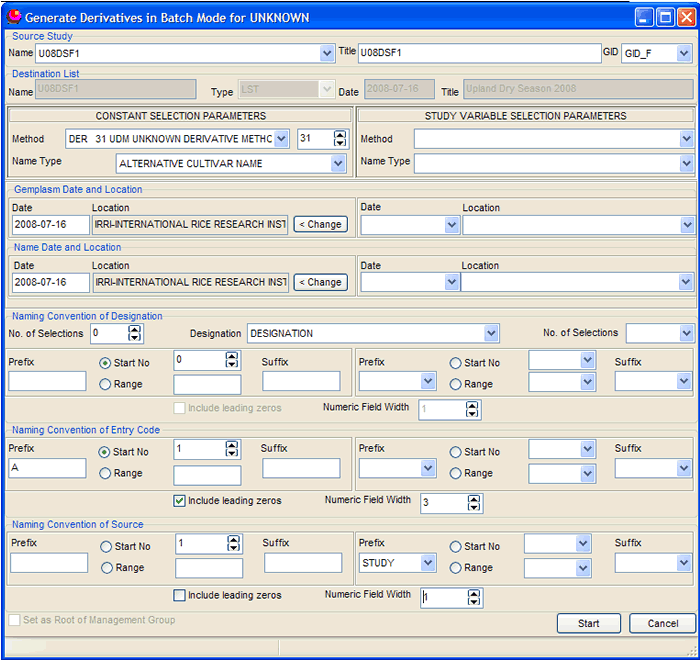 Generate Derivatives in Batch Mode for UNKNOWN
Source Study
Name U08DSF1 Title U08DSF1 GID GID_F
Destination List
Name U08DSF1 Type LST Date 2008-07-16 Title Upland Dry Season 2008
CONSTANT SELECTION PARAMETERS STUDY VARIABLE SELECTION PARAMETERS
Method DER 31 UDM UNKNOWN DERIVATIVE METHC 31 Method
Name Type ALTERNATIVE CULTIVAR NAME Name Type
Gemplasm Date and Location
Date Location Date Location
2008-07-16 IRRI-INTERNATIONAL RICE RESEARCH INST < Change
Name Date and Location
Date Location Date Location
2008-07-16 IRRI-INTERNATIONAL RICE RESEARCH INST < Change
Naming Convention of Designation
No. of Selections 0 Designation DESIGNATION No. of Selections
Prefix Start No 0 Suffix Prefix Start No Suffix
Range Range
Include leading zeros Numeric Field Width 1
Naming Convention of Entry Code
Prefix Start No 1 Suffix Prefix Start No Suffix
A Range Range
Include leading zeros Numeric Field Width 3
Naming Convention of Source
Prefix Start No 1 Suffix Prefix Start No Suffix
Range STUDY Range
Include leading zeros Numeric Field Width 1
Set as Root of Management Group Start Cancel